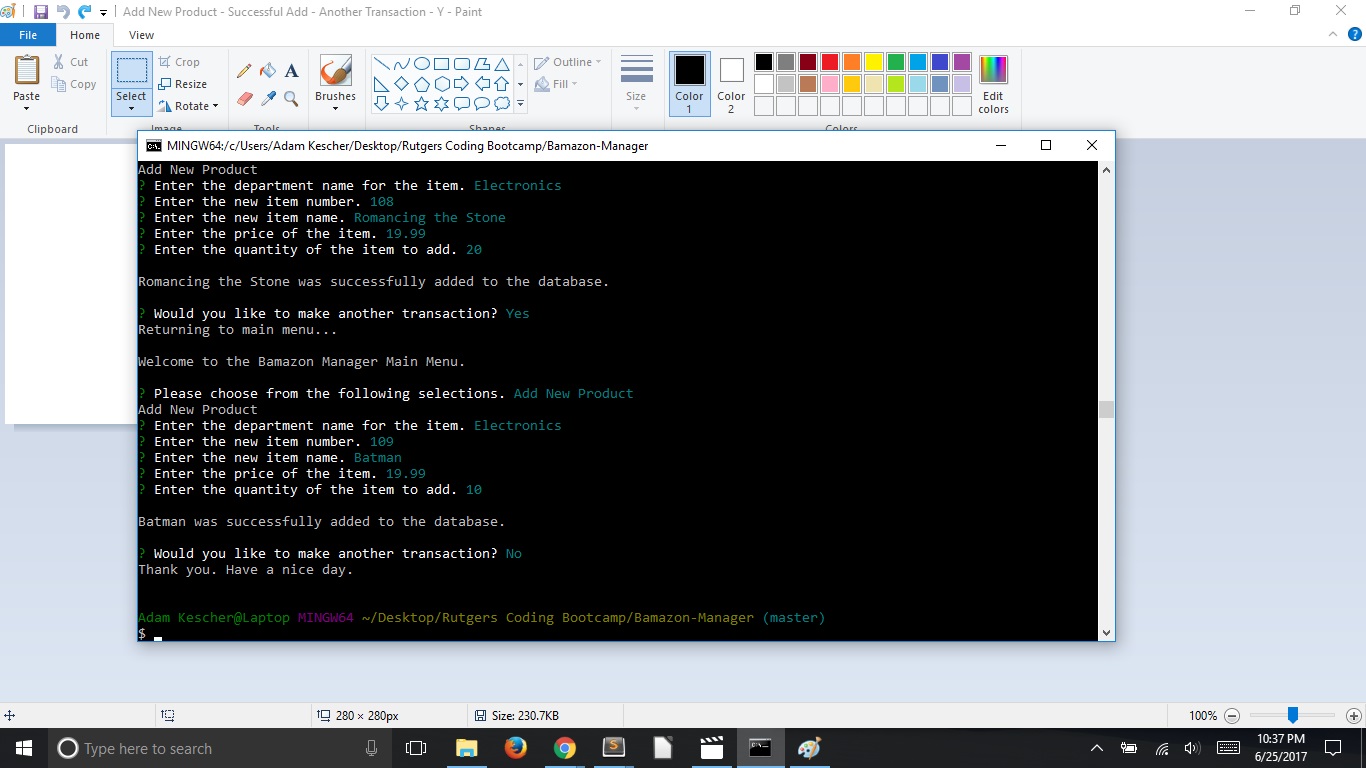 Add New Product - Successful Add - Another Transaction - Y - Paint
File Home View
Paste
Cut
Copy
Clipboard
Select
Crop
Resize
Rotate
Image
A
Tools
Brushes
Outline
Fill
Shapes
Size
Color 1
Color 2
Edit colors
Colors
MINGW64:/c/Users/Adam Kescher/Desktop/Rutgers Coding Bootcamp/Bamazon-Manager
Add New Product
? Enter the department name for the item. Electronics
? Enter the new item number. 108
? Enter the new item name. Romancing the Stone
? Enter the price of the item. 19.99
? Enter the quantity of the item to add. 20
Romancing the Stone was successfully added to the database.
? Would you like to make another transaction? Yes
Returning to main menu...
Welcome to the Bamazon Manager Main Menu.
? Please choose from the following selections. Add New Product
Add New Product
? Enter the department name for the item. Electronics
? Enter the new item number. 109
? Enter the new item name. Batman
? Enter the price of the item. 19.99
? Enter the quantity of the item to add. 10
Batman was successfully added to the database.
? Would you like to make another transaction? No
Thank you. Have a nice day.
Adam Kescher@Laptop MINGW64 ~/Desktop/Rutgers Coding Bootcamp/Bamazon-Manager (master)
$
280 × 280px
Size: 230.7KB
100%
Type here to search
10:37 PM
6/25/2017